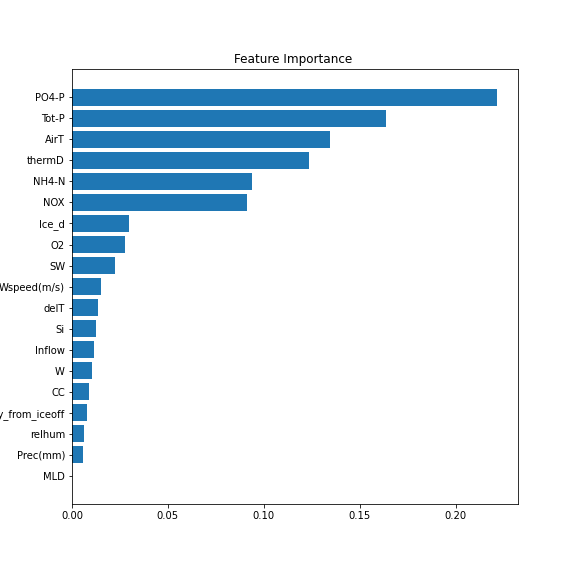 Feature Importance
PO4-P
Tot-P
AirT
thermD
NH4-N
NOX
Ice_d
O2
SW
Wspeed(m/s)
delT
Si
Inflow
W
CC
y_from_iceoff
relhum
Prec(mm)
MLD
0.00 0.05 0.10 0.15 0.20